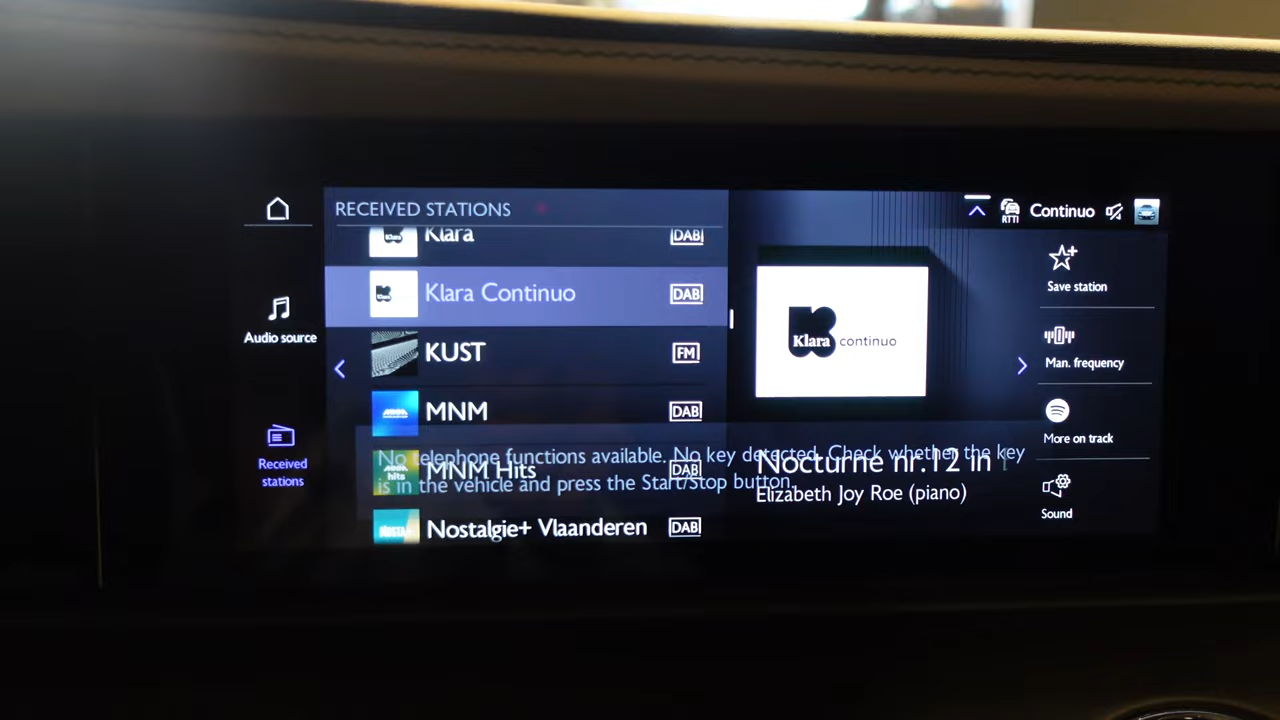 RECEIVED STATIONS
RTTI
Continuo
Klara
DAB
Klara Continuo
DAB
KUST
FM
MNM
DAB
MNM Hits
DAB
Nostalgie+ Vlaanderen
DAB
Audio source
Received
stations
Klara continuo
No telephone functions available. No key detected. Check whether the key
is in the vehicle and press the Start/Stop button.
Nocturne nr.12 in
Elizabeth Joy Roe (piano)
Save station
Man. frequency
More on track
Sound